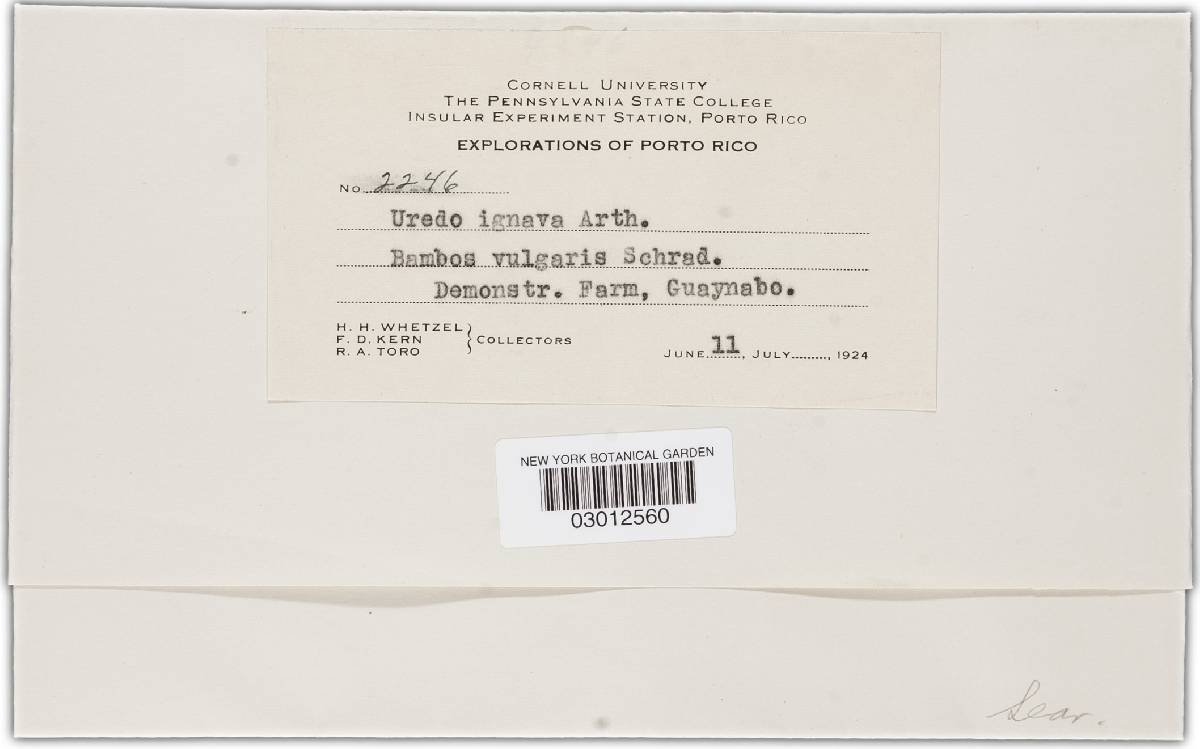 CORNELL UNIVERSITY
THE PENNSYLVANIA STATE COLLEGE
INSULAR EXPERIMENT STATION, PORTO RICO
EXPLORATIONS OF PORTO RICO
No. 2246
Uredo ignava Arth.
Bambos vulgaris Schrad.
Demonstr. Farm, Guaynabo.
H. H. WHETZEL
F. D. KERN
R. A. TORO
} COLLECTORS
JUNE 11, JULY........., 1924
NEW YORK BOTANICAL GARDEN
03012560